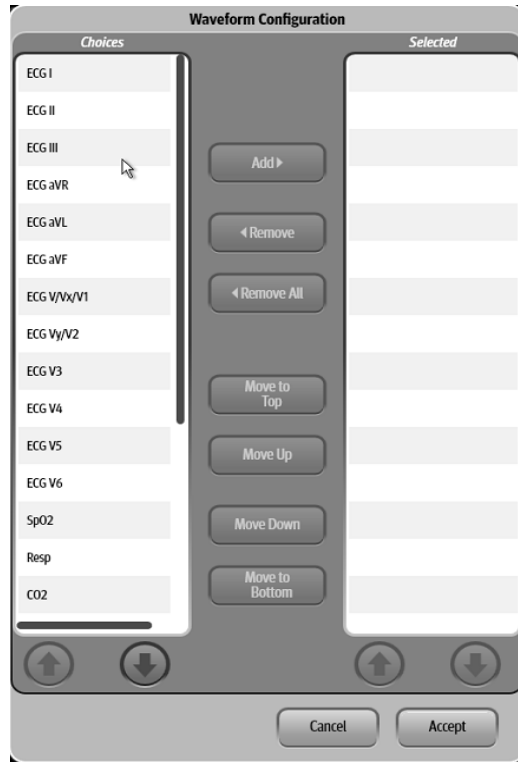 Waveform Configuration
Choices
Selected
ECG I
ECG II
ECG III
ECG aVR
ECG aVL
ECG aVF
ECG V/Vx/V1
ECG Vy/V2
ECG V3
ECG V4
ECG V5
ECG V6
SpO2
Resp
CO2
Add
Remove
Remove All
Move to
Top
Move Up
Move Down
Move to
Bottom
Cancel
Accept